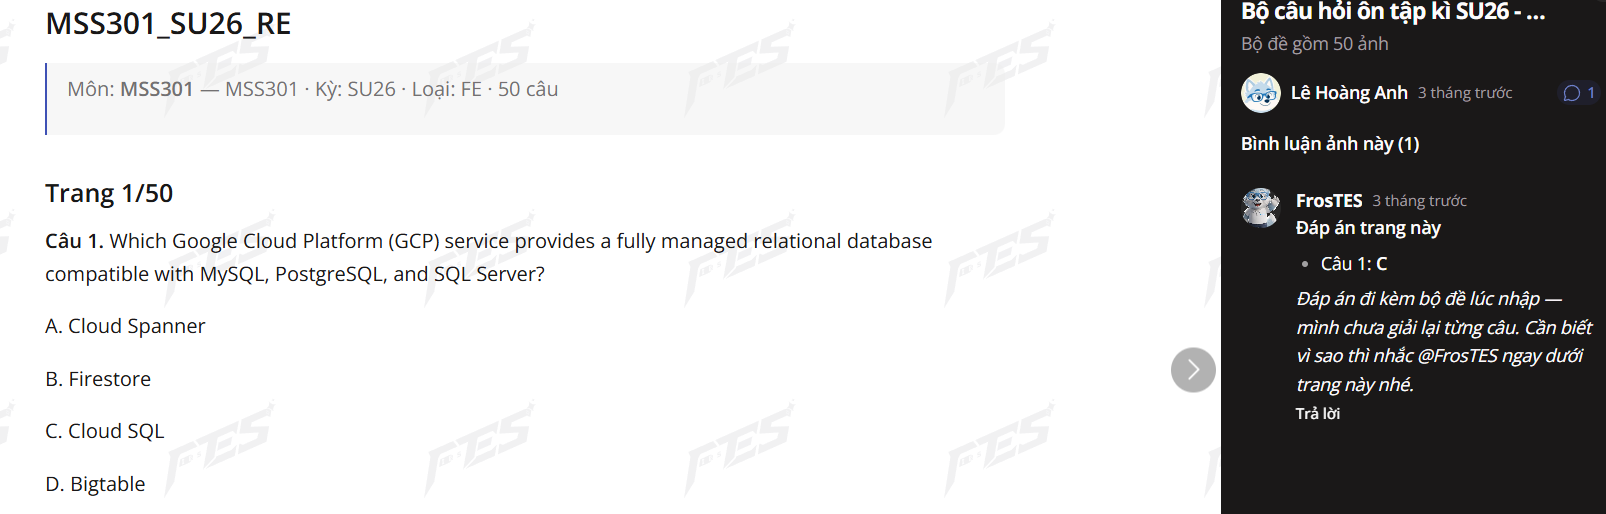 MSS301_SU26_RE
Môn: MSS301 — MSS301 · Kỳ: SU26 · Loại: FE · 50 câu
Trang 1/50
Câu 1. Which Google Cloud Platform (GCP) service provides a fully managed relational database
compatible with MySQL, PostgreSQL, and SQL Server?
A. Cloud Spanner
B. Firestore
C. Cloud SQL
D. Bigtable
Bộ câu hỏi ôn tập kì SU26 - ...
Bộ đề gồm 50 ảnh
Lê Hoàng Anh 3 tháng trước 1
Bình luận ảnh này (1)
FrosTES 3 tháng trước
Đáp án trang này
• Câu 1: C
Đáp án đi kèm bộ đề lúc nhập —
mình chưa giải lại từng câu. Cần biết
vì sao thì nhắc @FrosTES ngay dưới
trang này nhé.
Trả lời